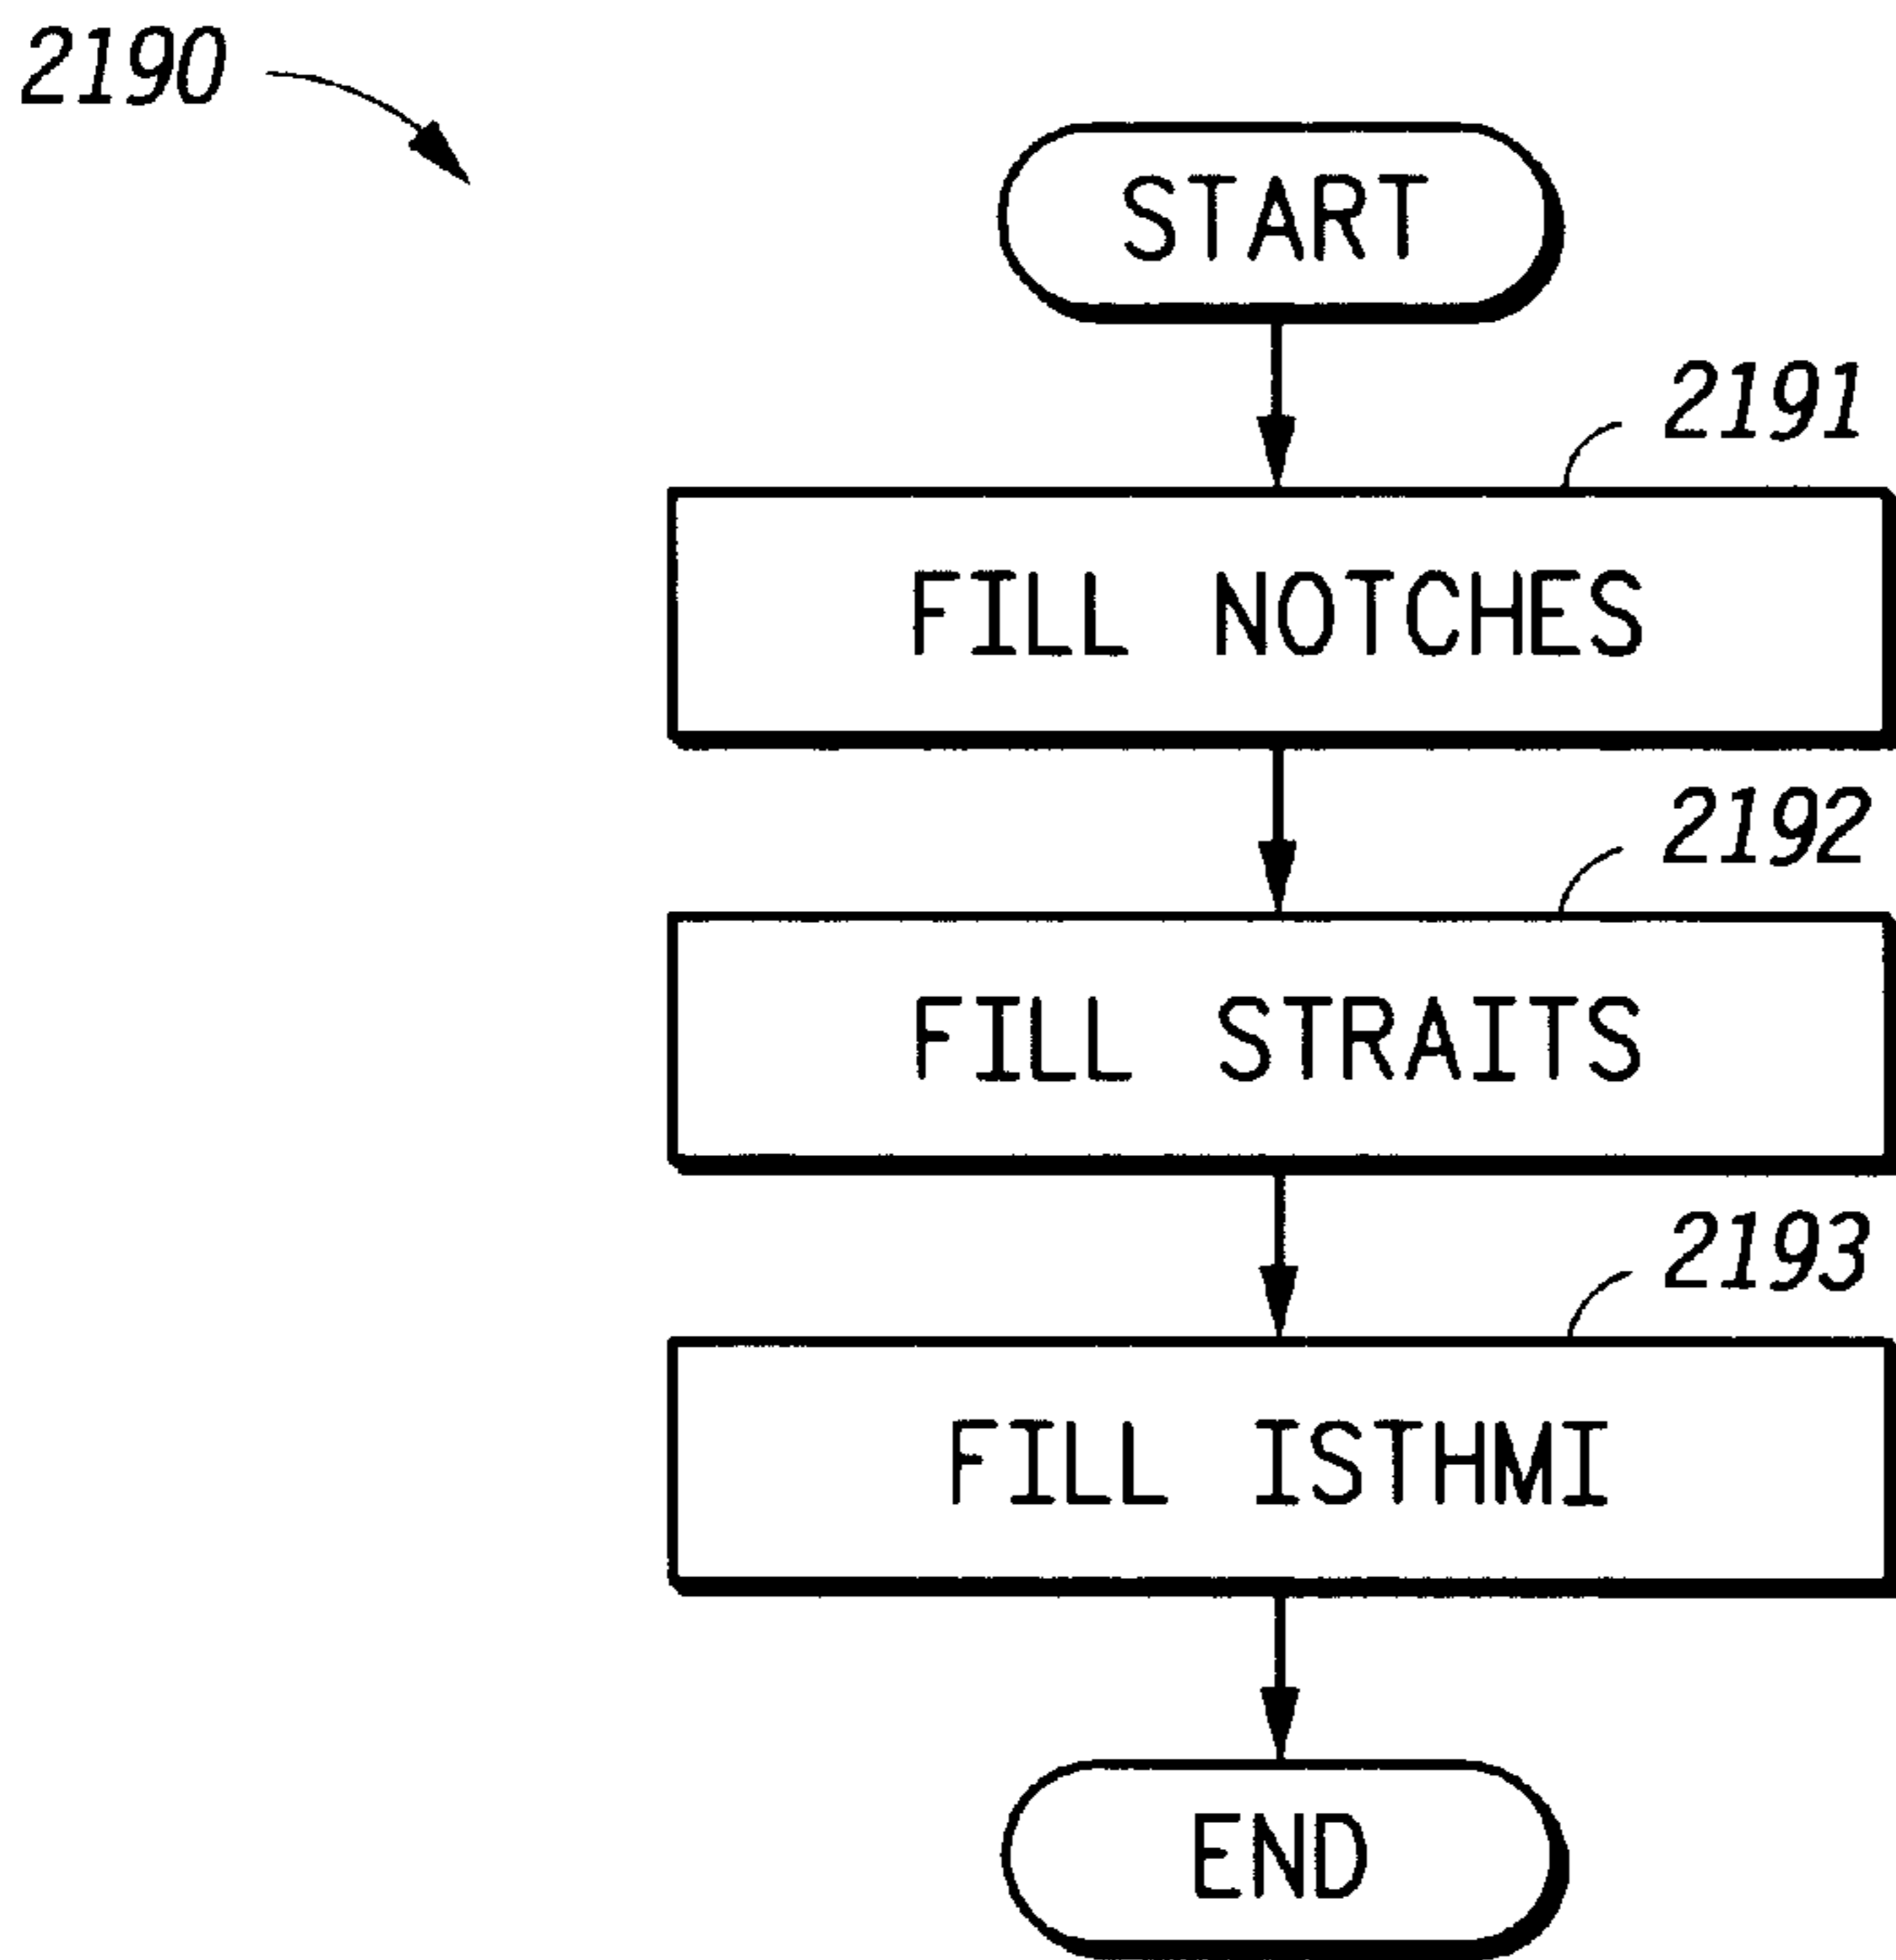 2190
START
2191
FILL NOTCHES
2192
FILL STRAITS
2193
FILL ISTHMI
END